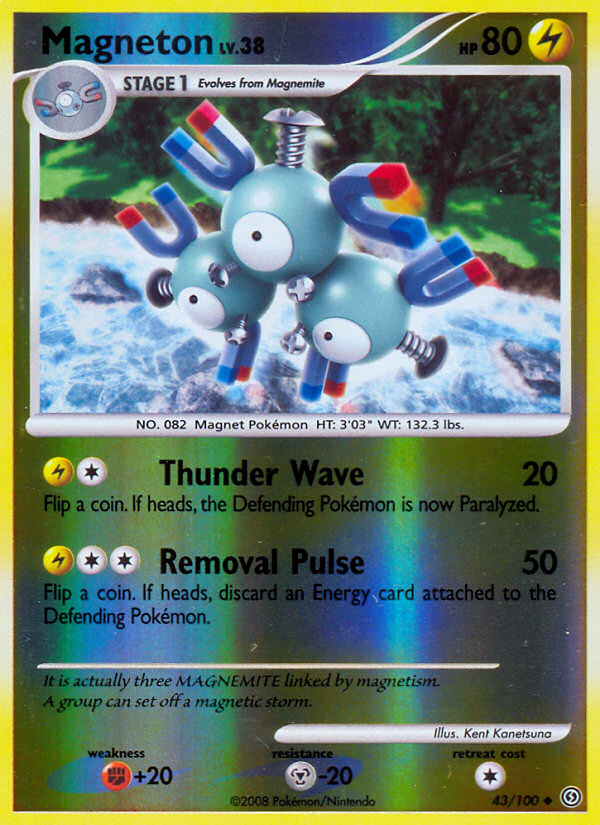 Magneton LV.38 HP 80
STAGE 1 Evolves from Magnemite
NO. 082 Magnet Pokémon HT: 3'03" WT: 132.3 lbs.
Thunder Wave 20
Flip a coin. If heads, the Defending Pokémon is now Paralyzed.
Removal Pulse 50
Flip a coin. If heads, discard an Energy card attached to the
Defending Pokémon.
It is actually three MAGNEMITE linked by magnetism.
A group can set off a magnetic storm.
Illus. Kent Kanetsuna
weakness resistance retreat cost
+20 -20
©2008 Pokémon/Nintendo 43/100